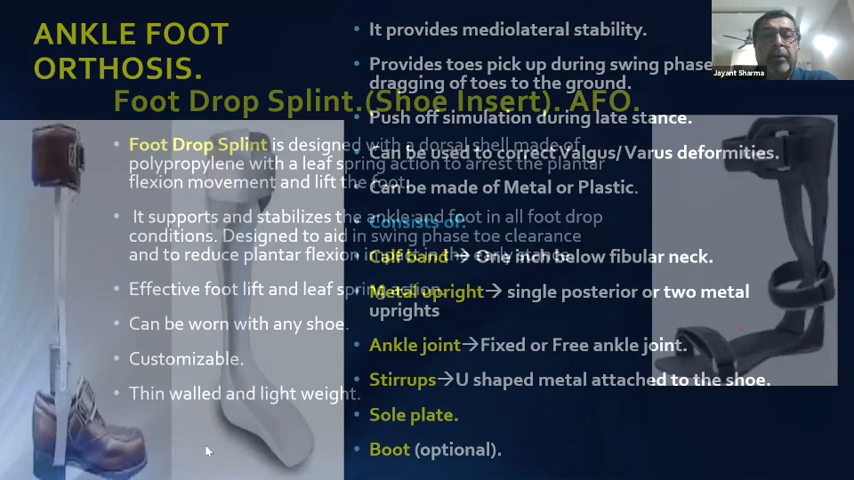 ANKLE FOOT
ORTHOSIS.
• It provides mediolateral stability.
• Provides toes pick up during swing phase
dragging of toes to the ground.
• Push off simulation during late stance.
• Can be used to correct Valgus/ Varus deformities.
• Can be made of Metal or Plastic.
• Consists of:
• Calf band → One inch below fibular neck.
• Metal upright→ single posterior or two metal
uprights
• Ankle joint→Fixed or Free ankle joint.
• Stirrups→U shaped metal attached to the shoe.
• Sole plate.
• Boot (optional).
Foot Drop Splint.(Shoe Insert). AFO.
• Foot Drop Splint is designed with a dorsal shell made of
polypropylene with a leaf spring action to arrest the plantar
flexion movement and lift the foot.
• It supports and stabilizes the ankle and foot in all foot drop
conditions. Designed to aid in swing phase toe clearance
and to reduce plantar flexion impact in the early stance.
• Effective foot lift and leaf spring action.
• Can be worn with any shoe.
• Customizable.
• Thin walled and light weight.
Jayant Sharma